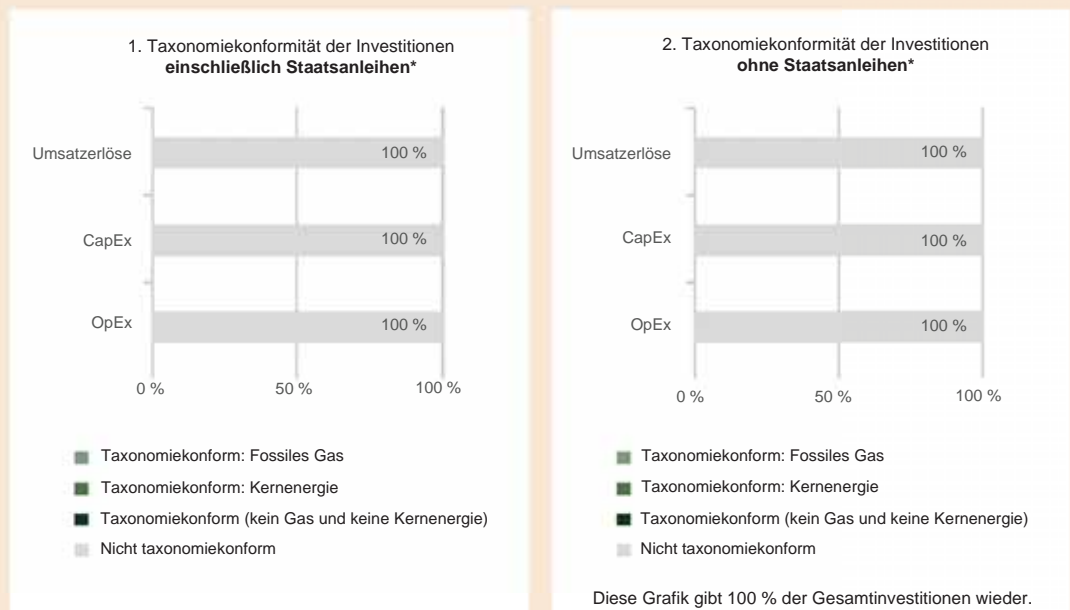 1. Taxonomiekonformität der Investitionen
einschließlich Staatsanleihen*
Umsatzerlöse
100 %
CapEx
100 %
OpEx
100 %
0 %
50 %
100 %
Taxonomiekonform: Fossiles Gas
Taxonomiekonform: Kernenergie
Taxonomiekonform (kein Gas und keine Kernenergie)
Nicht taxonomiekonform
2. Taxonomiekonformität der Investitionen
ohne Staatsanleihen*
Umsatzerlöse
100 %
CapEx
100 %
OpEx
100 %
0 %
50 %
100 %
Taxonomiekonform: Fossiles Gas
Taxonomiekonform: Kernenergie
Taxonomiekonform (kein Gas und keine Kernenergie)
Nicht taxonomiekonform
Diese Grafik gibt 100 % der Gesamtinvestitionen wieder.